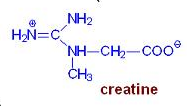 ⊕ NH₂
H₂N=C
NH—CH₂—COO⊖
CH₃
creatine